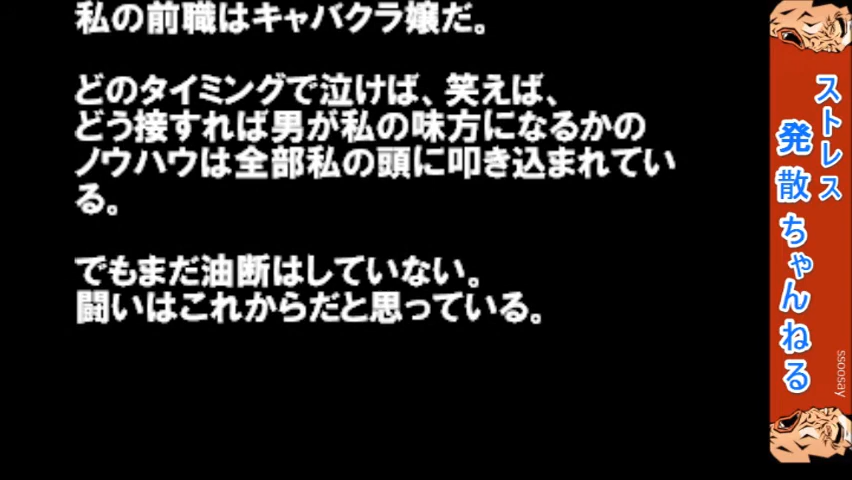 私の前職はキャバクラ嬢だ。
どのタイミングで泣けば、笑えば、
どう接すれば男が私の味方になるかの
ノウハウは全部私の頭に叩き込まれてい
る。
でもまだ油断はしていない。
闘いはこれからだと思っている。
ストレス
発散ちゃんねる
ssoosay